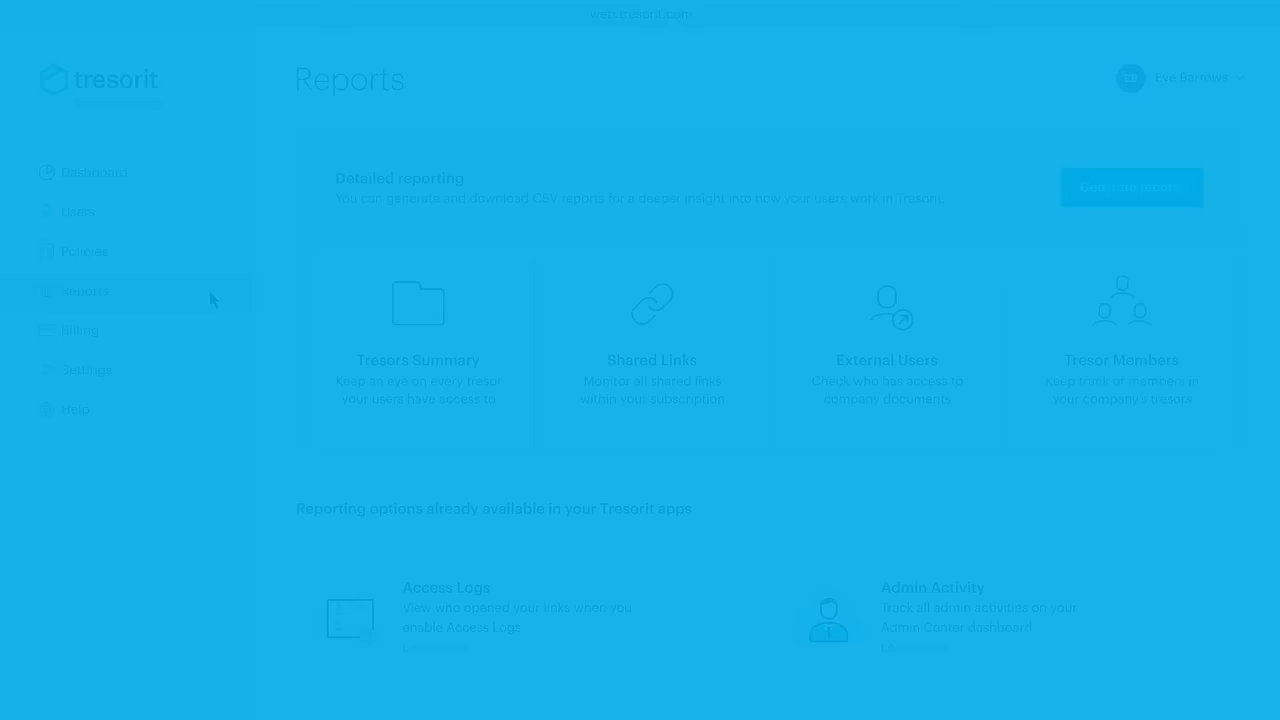 web.tresorit.com
tresorit
Reports
Eve Barrows
Dashboard
Users
Policies
Reports
Billing
Settings
Help
Detailed reporting
You can generate and download CSV reports for a deeper insight into how your users work in Tresorit.
Generate report
Tresors Summary
Keep an eye on every tresor
your users have access to
Shared Links
Monitor all shared links
within your subscription
External Users
Check who has access to
company documents
Tresor Members
Keep track of members in
your company's tresors
Reporting options already available in your Tresorit apps
Access Logs
View who opened your links when you
enable Access Logs
Admin Activity
Track all admin activities on your
Admin Center dashboard